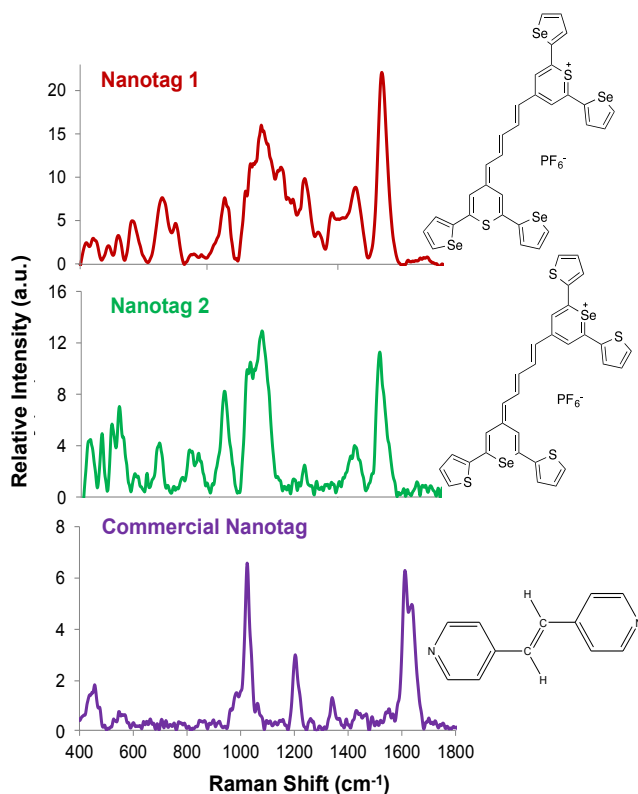 Nanotag 1
20
15
10
5
0
Se
S+
Se
PF6-
Se
S
Se
Nanotag 2
16
12
8
4
0
S
Se+
S
PF6-
S
Se
S
Relative Intensity (a.u.)
Commercial Nanotag
8
6
4
2
0
H
N
C
N
H
400 600 800 1000 1200 1400 1600 1800
Raman Shift (cm-1)